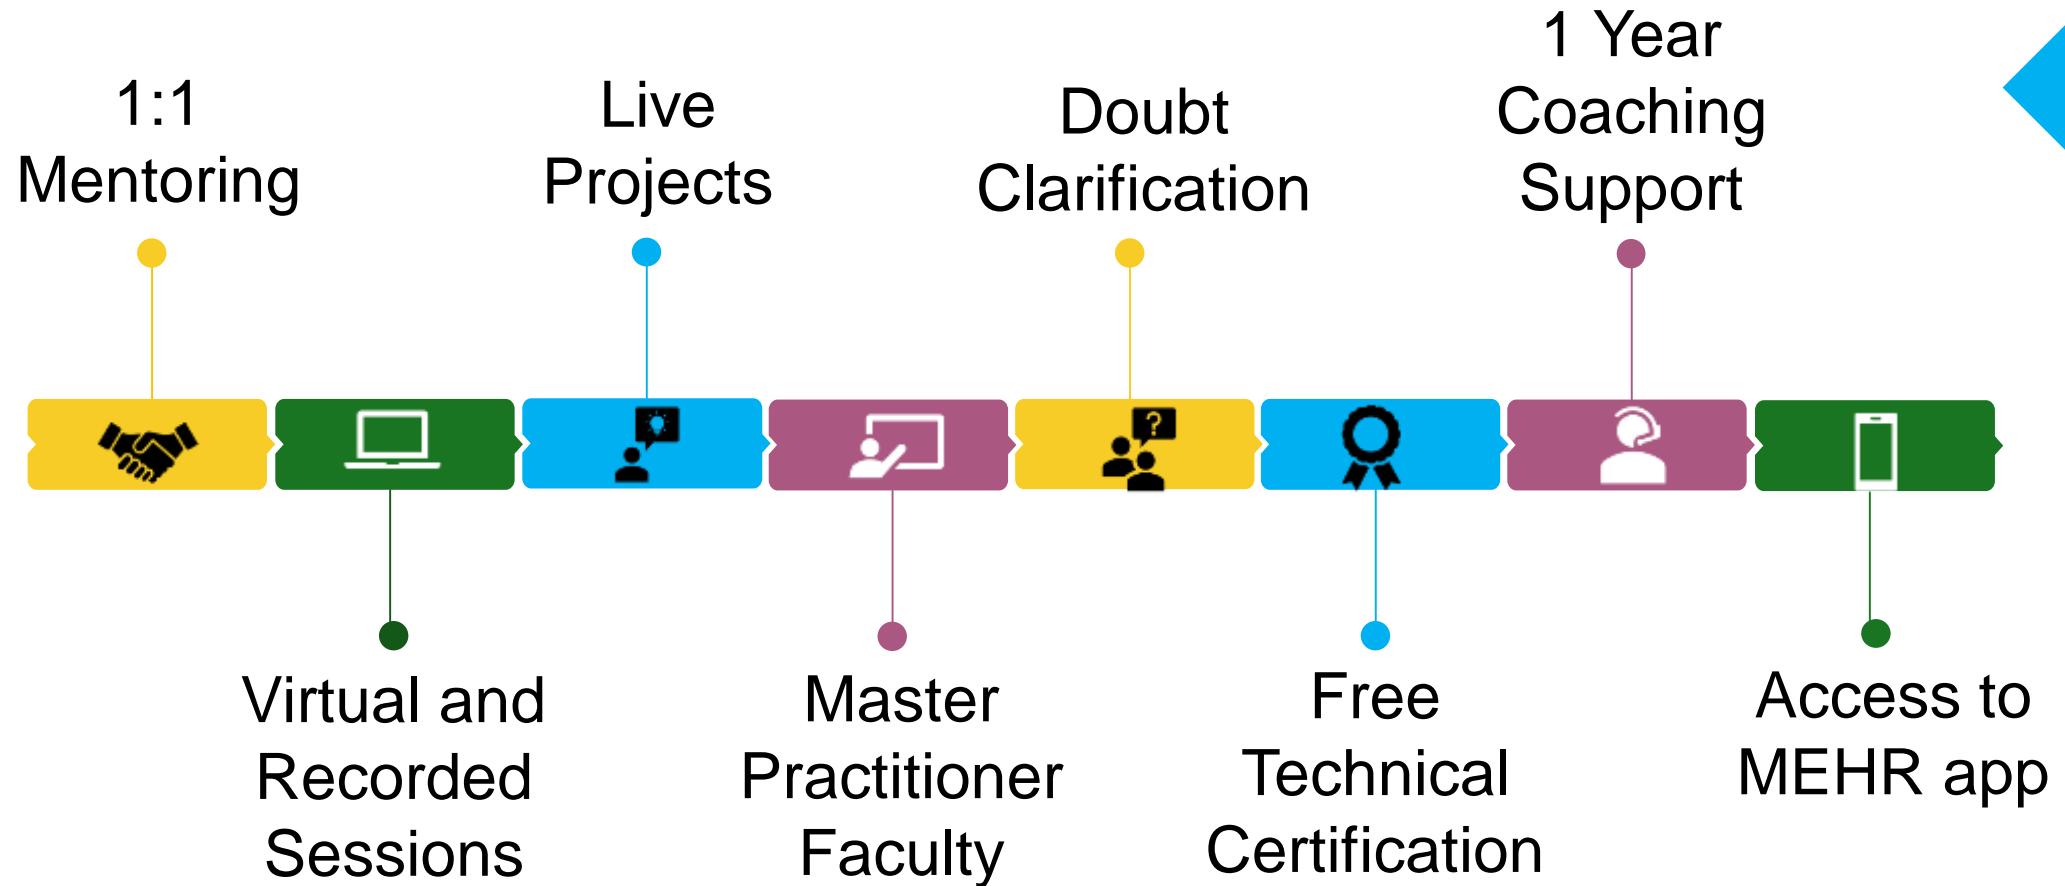 1:1
Mentoring
Live
Projects
Doubt
Clarification
1 Year
Coaching
Support
?
Virtual and
Recorded
Sessions
Master
Practitioner
Faculty
Free
Technical
Certification
Access to
MEHR app